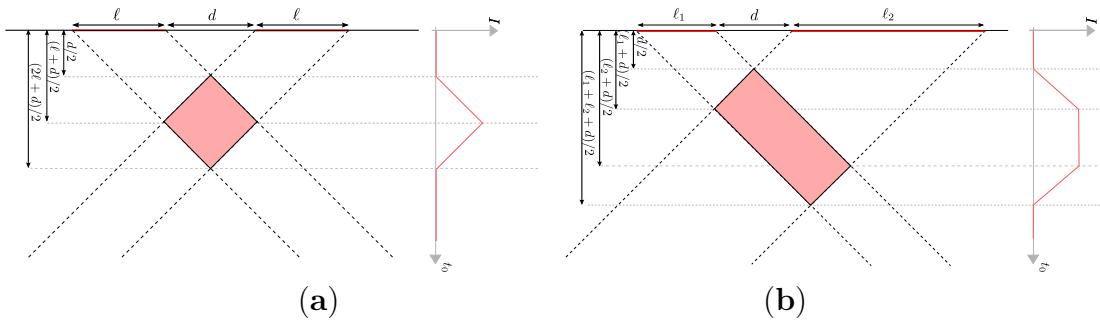 ℓ d ℓ
d/2
(ℓ + d)/2
(2ℓ + d)/2
I
t₀
(a)
ℓ₁ d ℓ₂
d/2
(ℓ₁ + d)/2
(ℓ₂ + d)/2
(ℓ₁ + ℓ₂ + d)/2
I
t₀
(b)